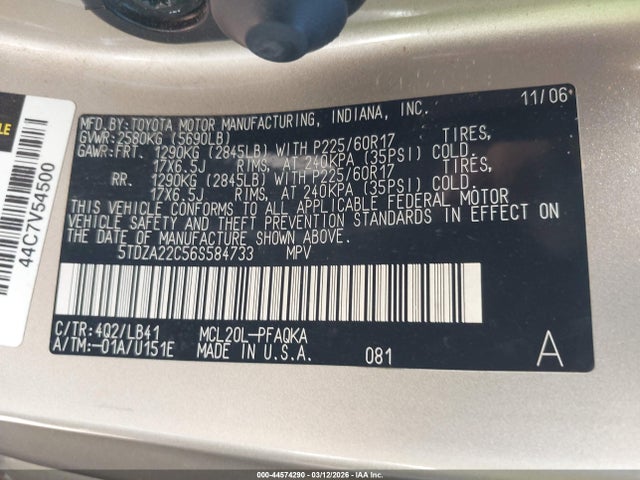 MFD.BY:TOYOTA MOTOR MANUFACTURING, INDIANA, INC. 11/06
GVWR:2580KG (5690LB)
GAWR:FRT. 1290KG (2845LB) WITH P225/60R17 TIRES,
17X6.5J RIMS, AT 240KPA (35PSI) COLD.
RR. 1290KG (2845LB) WITH P225/60R17 TIRES,
17X6.5J RIMS, AT 240KPA (35PSI) COLD.
THIS VEHICLE CONFORMS TO ALL APPLICABLE FEDERAL MOTOR
VEHICLE SAFETY AND THEFT PREVENTION STANDARDS IN EFFECT
ON THE DATE OF MANUFACTURE SHOWN ABOVE.
5TDZA22C56S584733 MPV
C/TR:4Q2/LB41 MCL20L-PFAQKA
A/TM:-01A/U151E MADE IN U.S.A. 081 A
44C7V54500
000-44574290 - 03/12/2026 - COPART